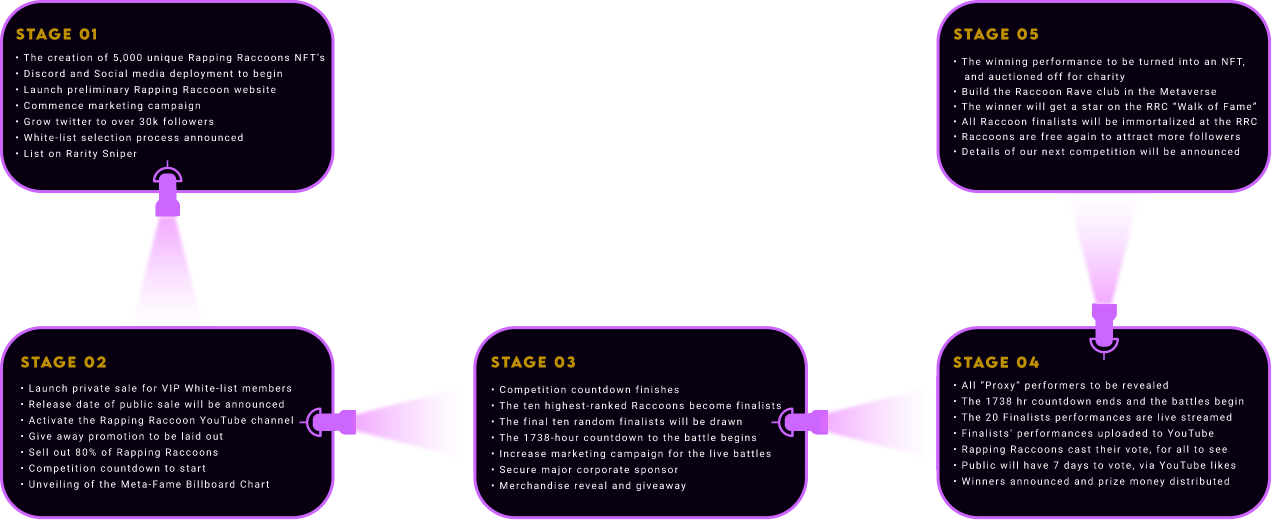 STAGE 01
• The creation of 5,000 unique Rapping Raccoons NFT's
• Discord and Social media deployment to begin
• Launch preliminary Rapping Raccoon website
• Commence marketing campaign
• Grow twitter to over 30k followers
• White-list selection process announced
• List on Rarity Sniper
STAGE 02
• Launch private sale for VIP White-list members
• Release date of public sale will be announced
• Activate the Rapping Raccoon YouTube channel
• Give away promotion to be laid out
• Sell out 80% of Rapping Raccoons
• Competition countdown to start
• Unveiling of the Meta-Fame Billboard Chart
STAGE 03
• Competition countdown finishes
• The ten highest-ranked Raccoons become finalists
• The final ten random finalists will be drawn
• The 1738-hour countdown to the battle begins
• Increase marketing campaign for the live battles
• Secure major corporate sponsor
• Merchandise reveal and giveaway
STAGE 04
• All "Proxy" performers to be revealed
• The 1738 hr countdown ends and the battles begin
• The 20 Finalists performances are live streamed
• Finalists' performances uploaded to YouTube
• Rapping Raccoons cast their vote, for all to see
• Public will have 7 days to vote, via YouTube likes
• Winners announced and prize money distributed
STAGE 05
• The winning performance to be turned into an NFT,
and auctioned off for charity
• Build the Raccoon Rave club in the Metaverse
• The winner will get a star on the RRC "Walk of Fame"
• All Raccoon finalists will be immortalized at the RRC
• Raccoons are free again to attract more followers
• Details of our next competition will be announced